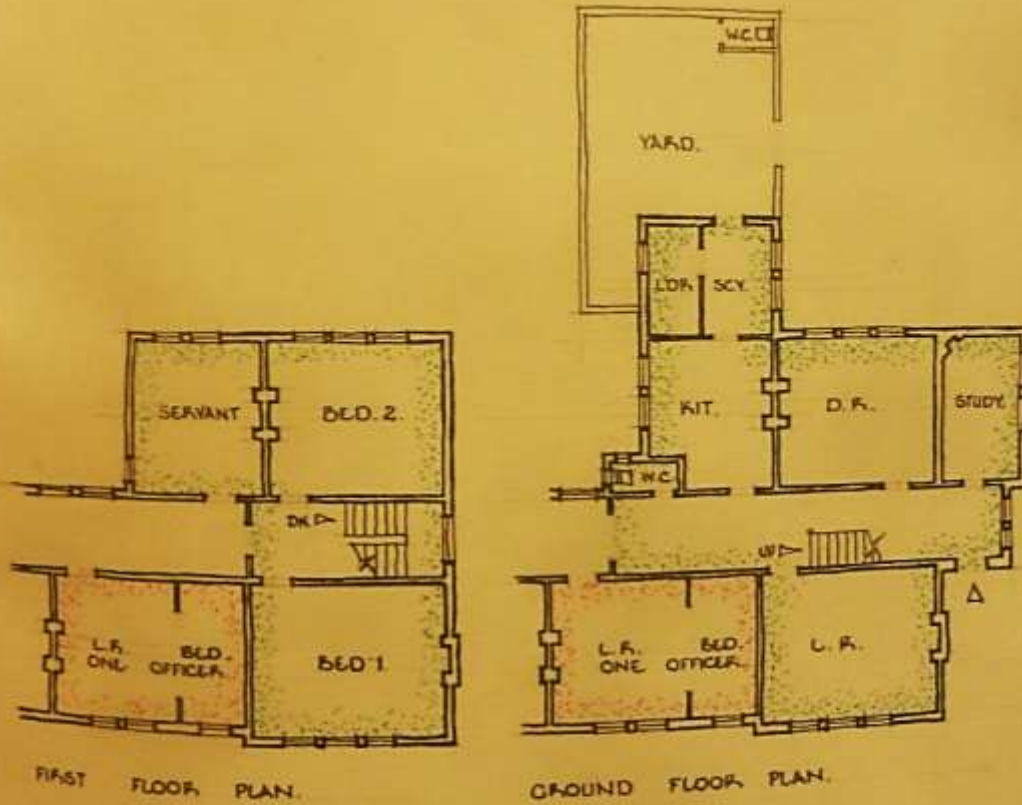 W.C.
YARD.
LDR.
SCY.
SERVANT
BED. 2.
KIT.
D.R.
STUDY.
W.C.
DN
UP
L.R.
ONE
BED.
OFFICER.
BED 1.
L.R.
ONE
BED.
OFFICER.
L.R.
FIRST FLOOR PLAN.
GROUND FLOOR PLAN.